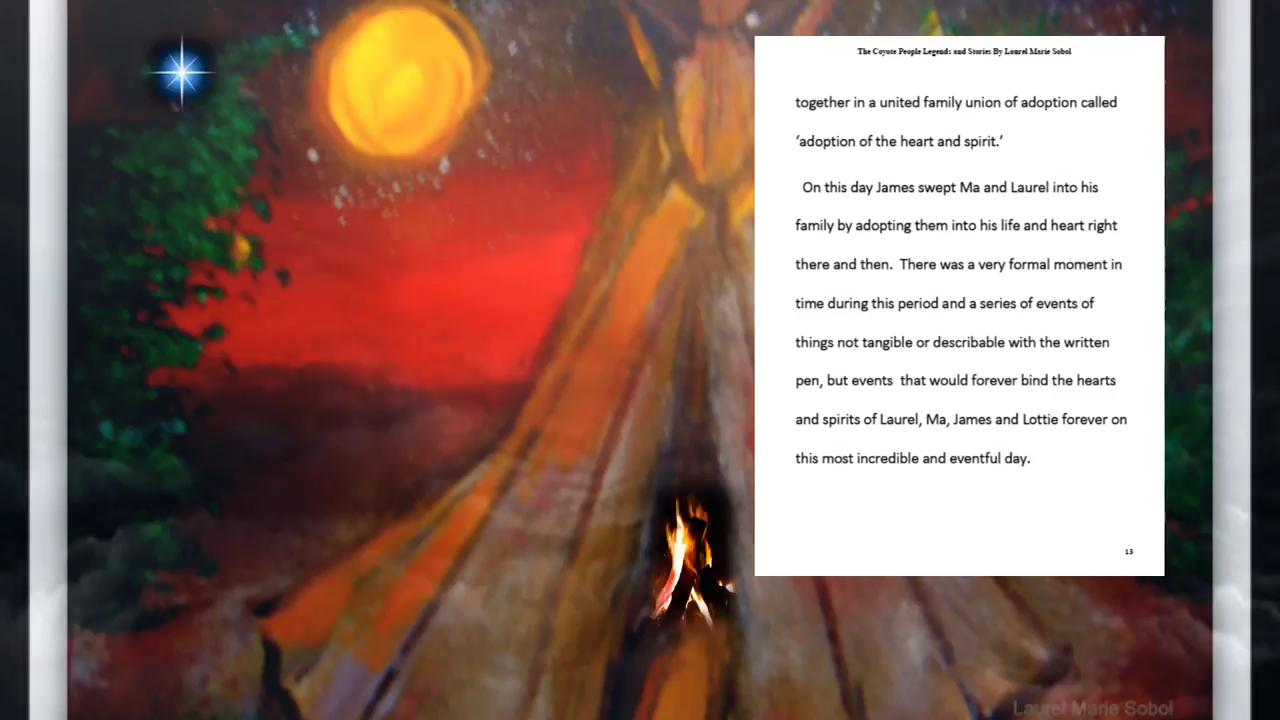 The Coyote People Legends and Stories By Laurel Marie Sobol
together in a united family union of adoption called
‘adoption of the heart and spirit.’
On this day James swept Ma and Laurel into his
family by adopting them into his life and heart right
there and then.  There was a very formal moment in
time during this period and a series of events of
things not tangible or describable with the written
pen, but events  that would forever bind the hearts
and spirits of Laurel, Ma, James and Lottie forever on
this most incredible and eventful day.
13
Laurel Marie Sobol